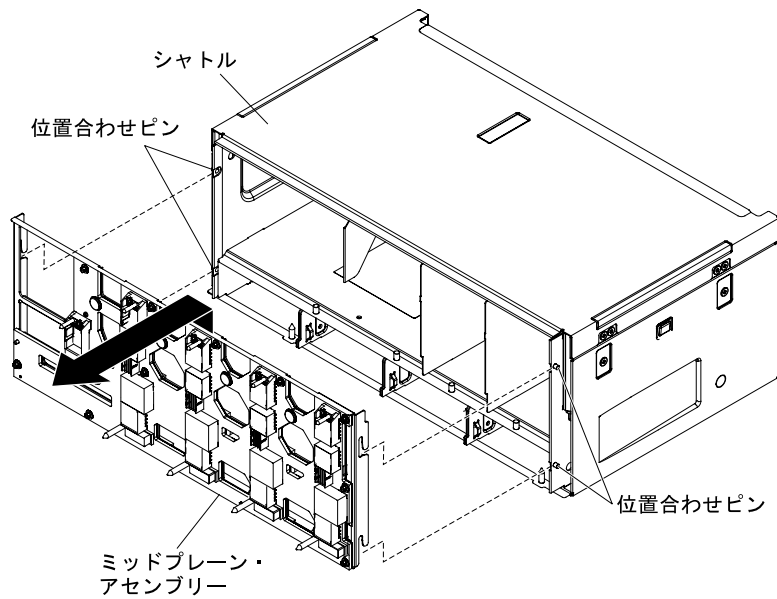 シャトル
位置合わせピン
位置合わせピン
ミッドプレーン・
アセンブリー